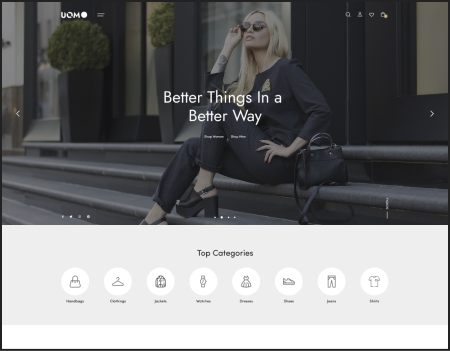 UOMO
Better Things In a
Better Way
Shop Women Shop Men
Top Categories
Handbags Clothings Jackets Watches Dresses Shoes Jeans Shirts